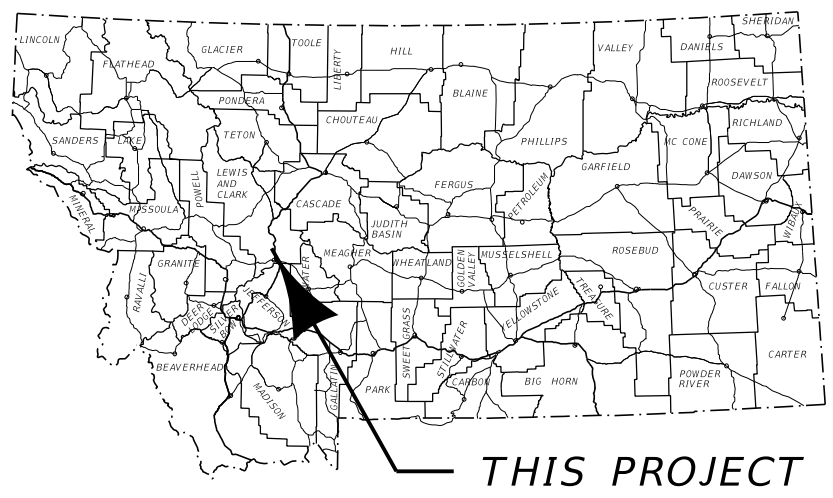 SHERIDAN
LINCOLN
GLACIER
TOOLE
LIBERTY
HILL
VALLEY
DANIELS
FLATHEAD
ROOSEVELT
PONDERA
BLAINE
CHOUTEAU
RICHLAND
SANDERS
LAKE
TETON
PHILLIPS
MC CONE
GARFIELD
DAWSON
LEWIS
AND
CLARK
POWELL
FERGUS
PETROLEUM
MINERAL
MISSOULA
CASCADE
JUDITH
BASIN
PRAIRIE
WIBAUX
MEAGHER
WHEATLAND
GOLDEN
VALLEY
MUSSELSHELL
ROSEBUD
GRANITE
RAVALLI
CUSTER
FALLON
TREASURE
DEER
LODGE
SILVER
YELLOWSTONE
SWEET GRASS
STILLWATER
CARTER
BEAVERHEAD
MADISON
GALLATIN
PARK
CARBON
BIG HORN
POWDER
RIVER
THIS PROJECT